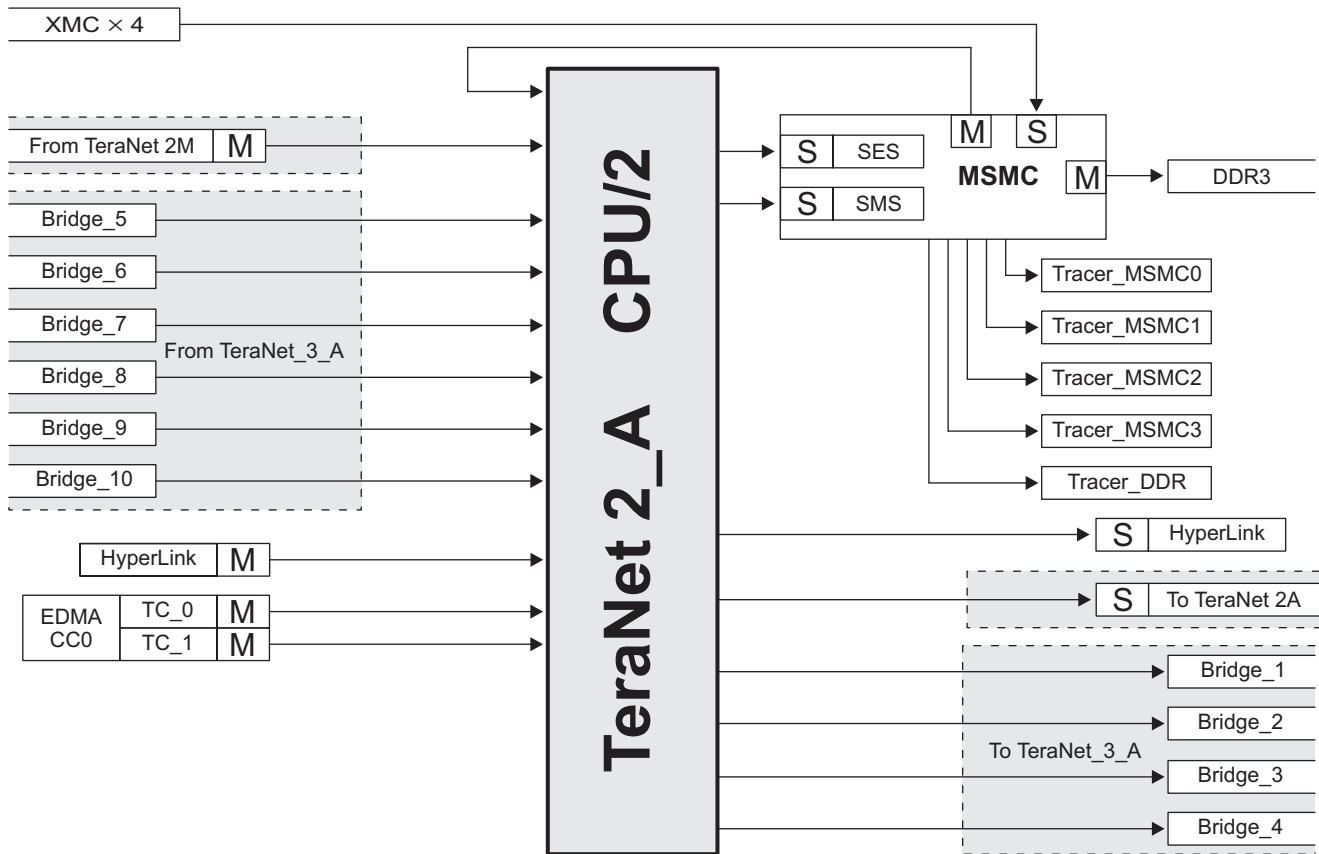 XMC × 4
From TeraNet 2M M
Bridge_5
Bridge_6
Bridge_7
From TeraNet_3_A
Bridge_8
Bridge_9
Bridge_10
HyperLink M
EDMA CC0
TC_0 M
TC_1 M
TeraNet 2_A CPU/2
S SES
S SMS
M S
MSMC M
DDR3
Tracer_MSMC0
Tracer_MSMC1
Tracer_MSMC2
Tracer_MSMC3
Tracer_DDR
S HyperLink
S To TeraNet 2A
Bridge_1
Bridge_2
To TeraNet_3_A
Bridge_3
Bridge_4